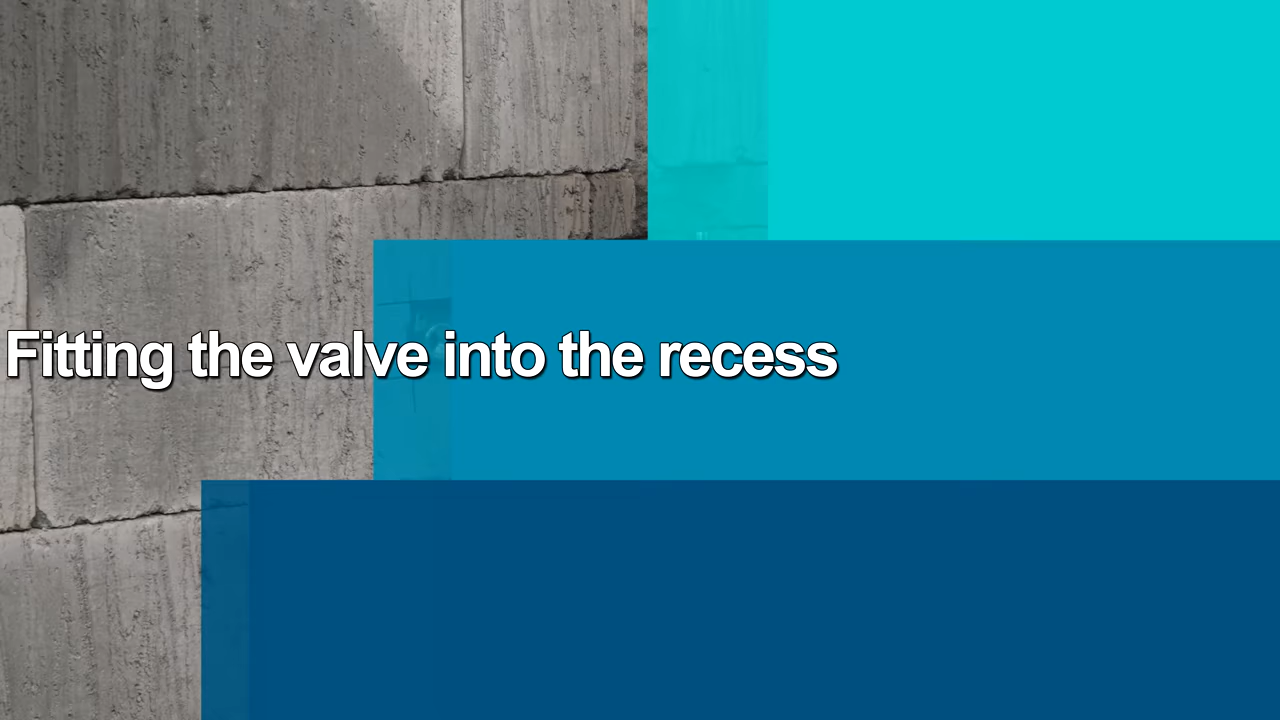 Fitting the valve into the recess